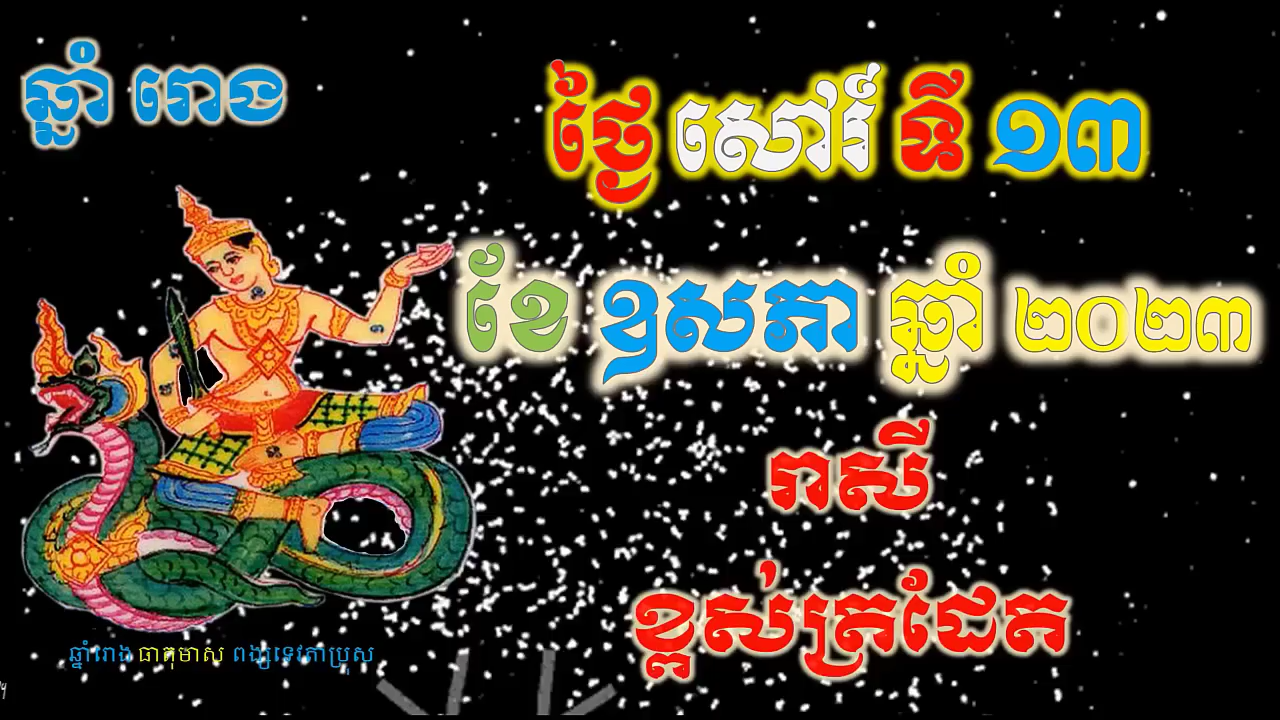 ឆ្នាំ រោង
ថ្ងៃ សៅរ៍ ទី ១៣
ខែ ឧសភា ឆ្នាំ ២០២៣
រាសី
ខ្ពស់ត្រដែត
ឆ្នាំរោង ធាតុមាស ពង្សទេវតាប្រុស